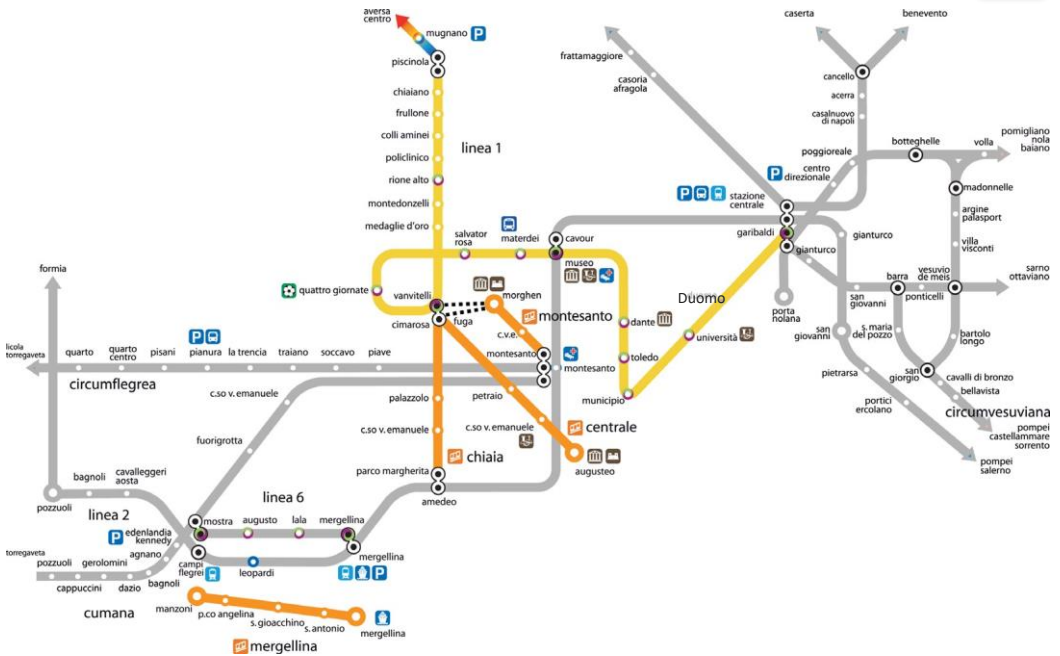 aversa
centro
mugnano
P
piscinola
chiaiano
frullone
colli aminei
policlinico
rione alto
montedonzelli
medaglie d'oro
linea 1
salvator
rosa
materdei
cavour
museo
quattro giornate
vanvitelli
cimarosa
fuga
morghen
montesanto
c.v.e.
montesanto
montesanto
dante
toledo
municipio
università
Duomo
frattamaggiore
casoria
afragola
caserta
benevento
cancello
acerra
casalnuovo
di napoli
poggioreale
botteghelle
volla
pomigliano
nola
baiano
P
centro
direzionale
P
stazione
centrale
garibaldi
gianturco
gianturco
madonnelle
argine
palasport
villa
visconti
porta
nolana
san
giovanni
barra
vesuvio
de meis
ponticelli
sarno
ottaviano
san
giovanni
s. maria
del pozzo
bartolo
longo
san
giorgio
cavalli di bronzo
bellavista
circumvesuviana
pietrarsa
portici
ercolano
pompei
castellammare
sorrento
pompei
salerno
formia
licola
torregaveta
quarto
quarto
centro
pisani
P
pianura
la trencia
traiano
soccavo
piave
circumflegrea
c.so v. emanuele
fuorigrotta
palazzolo
c.so v. emanuele
chiaia
parco margherita
amedeo
petraio
c.so v. emanuele
centrale
augusteo
pozzuoli
bagnoli
cavalleggeri
aosta
linea 2
linea 6
P
edenlandia
kennedy
mostra
augusto
lala
mergellina
mergellina
P
agnano
campi
flegrei
leopardi
torregaveta
pozzuoli
cappuccini
gerolomini
dazio
bagnoli
cumana
manzoni
p.co angelina
s. gioacchino
s. antonio
mergellina
mergellina